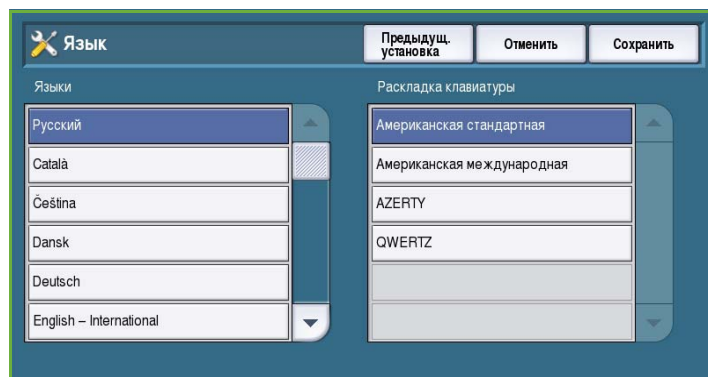 Язык
Предыдущ.
установка
Отменить
Сохранить
Языки
Русский
Català
Čeština
Dansk
Deutsch
English – International
Раскладка клавиатуры
Американская стандартная
Американская международная
AZERTY
QWERTZ